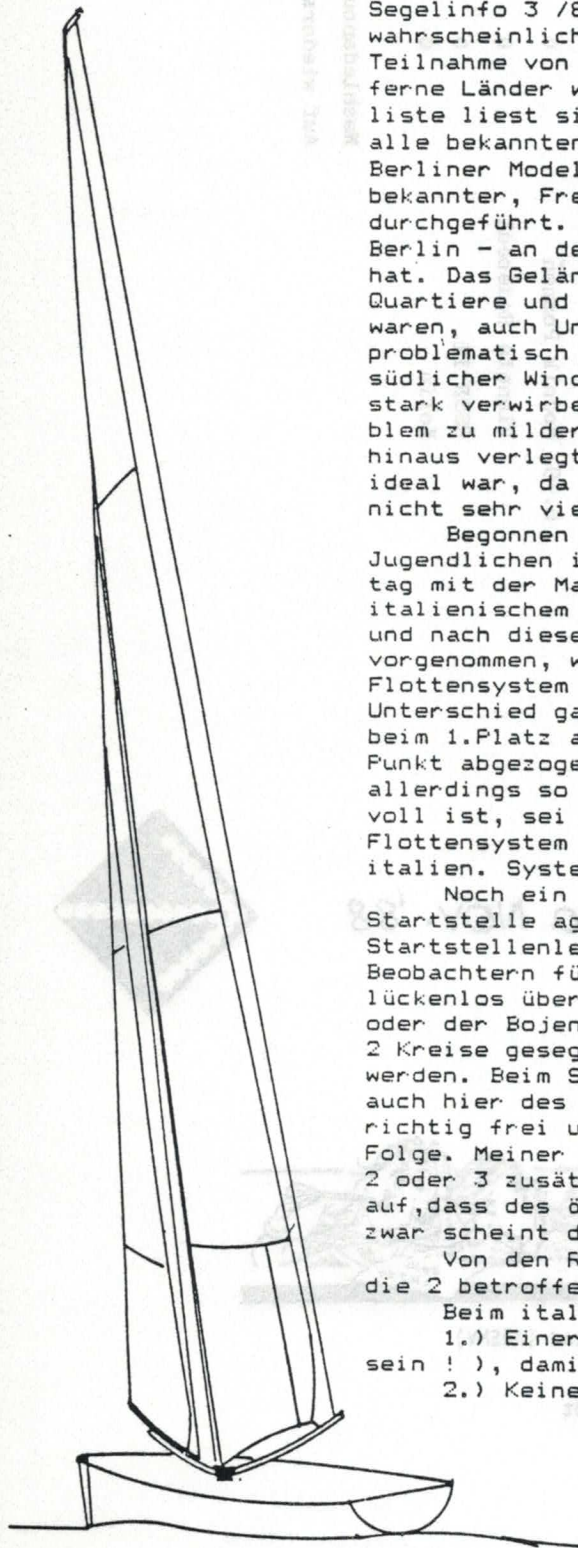 Segelinfo 3 /8
wahrscheinlich
Teilnahme von
ferne Länder w
liste liest si
alle bekannten
Berliner Model
bekannter, Fre
durchgeführt.
Berlin - an de
hat. Das Gelän
Quartiere und
waren, auch Un
problematisch
südlicher Wind
stark verwirbe
blem zu milder
hinaus verlegt
ideal war, da
nicht sehr vie
Begonnen
Jugendlichen i
tag mit der Ma
italienischem
und nach diese
vorgenommen, w
Flottensystem
Unterschied ga
beim 1.Platz a
Punkt abgezoge
allerdings so
voll ist, sei
Flottensystem
italien. Syste
Noch ein
Startstelle ag
Startstellenle
Beobachtern fü
lückenlos über
oder der Bojen
2 Kreise geseg
werden. Beim S
auch hier des
richtig frei u
Folge. Meiner
2 oder 3 zusät
auf,dass des ö
zwar scheint d
Von den R
die 2 betroffe
Beim ital
1.) Einer
sein ! ), dami
2.) Keine
NOV. '88